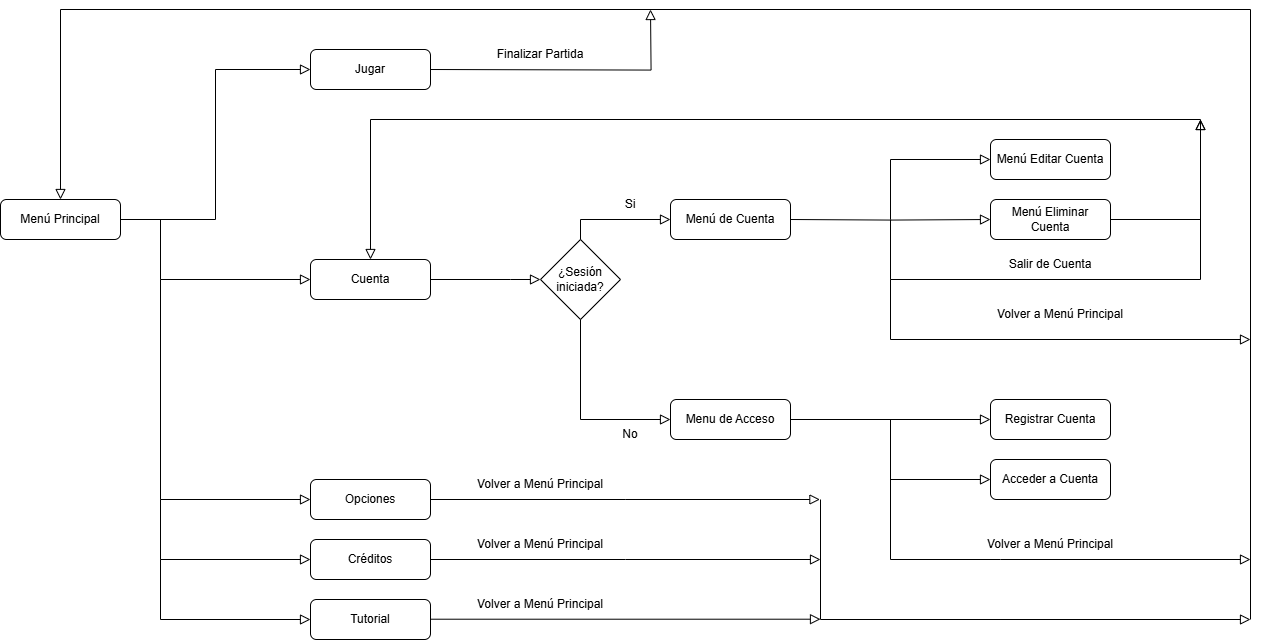 Finalizar Partida
Jugar
Menú Editar Cuenta
Si
Menú Principal
Menú de Cuenta
Menú Eliminar
Cuenta
Salir de Cuenta
Cuenta
¿Sesión
iniciada?
Volver a Menú Principal
Menu de Acceso
Registrar Cuenta
No
Acceder a Cuenta
Volver a Menú Principal
Opciones
Volver a Menú Principal
Volver a Menú Principal
Créditos
Volver a Menú Principal
Tutorial